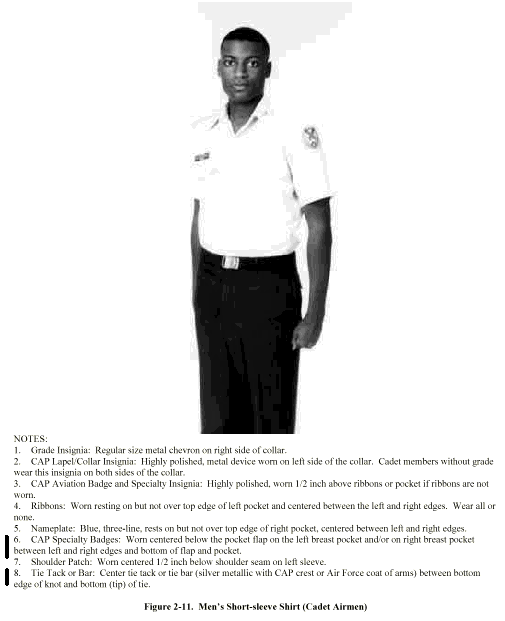 NOTES:
1. Grade Insignia: Regular size metal chevron on right side of collar.
2. CAP Lapel/Collar Insignia: Highly polished, metal device worn on left side of the collar. Cadet members without grade
wear this insignia on both sides of the collar.
3. CAP Aviation Badge and Specialty Insignia: Highly polished, worn 1/2 inch above ribbons or pocket if ribbons are not
worn.
4. Ribbons: Worn resting on but not over top edge of left pocket and centered between the left and right edges. Wear all or
none.
5. Nameplate: Blue, three-line, rests on but not over top edge of right pocket, centered between left and right edges.
6. CAP Specialty Badges: Worn centered below the pocket flap on the left breast pocket and/or on right breast pocket
between left and right edges and bottom of flap and pocket.
7. Shoulder Patch: Worn centered 1/2 inch below shoulder seam on left sleeve.
8. Tie Tack or Bar: Center tie tack or tie bar (silver metallic with CAP crest or Air Force coat of arms) between bottom
edge of knot and bottom (tip) of tie.
Figure 2-11. Men's Short-sleeve Shirt (Cadet Airmen)